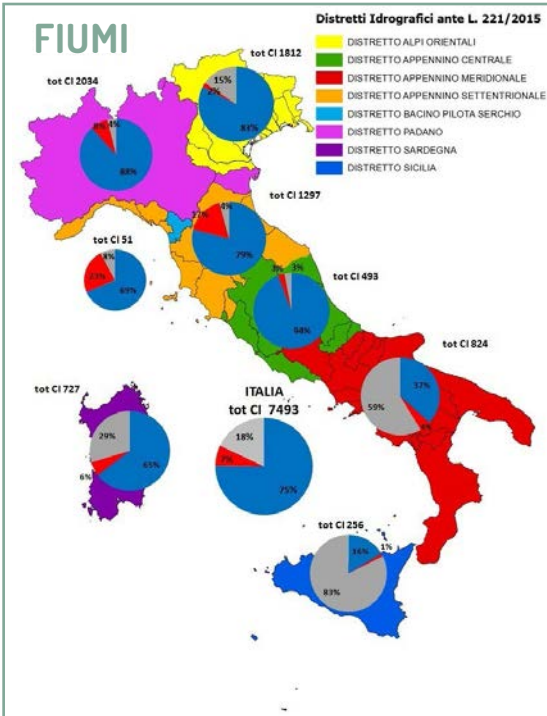 FIUMI
Distretti Idrografici ante L. 221/2015
DISTRETTO ALPI ORIENTALI
DISTRETTO APPENNINO CENTRALE
DISTRETTO APPENNINO MERIDIONALE
DISTRETTO APPENNINO SETTENTRIONALE
DISTRETTO BACINO PILOTA SERCHIO
DISTRETTO PADANO
DISTRETTO SARDEGNA
DISTRETTO SICILIA
tot CI 1812
15%
2%
83%
tot CI 2034
8%
4%
88%
tot CI 1297
17%
4%
79%
tot CI 51
8%
23%
69%
tot CI 493
3%
3%
94%
tot CI 824
37%
59%
tot CI 727
29%
6%
65%
ITALIA
tot CI 7493
18%
7%
75%
tot CI 256
16%
1%
83%